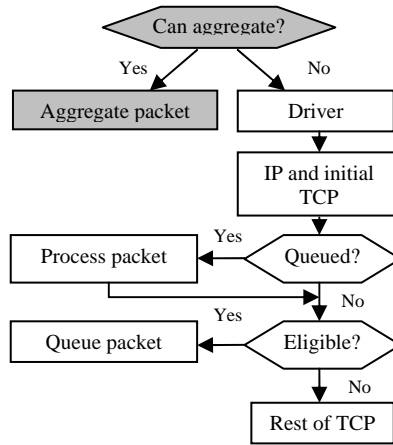 Can aggregate?
Yes
No
Aggregate packet
Driver
IP and initial
TCP
Yes
Process packet
Queued?
No
Yes
Queue packet
Eligible?
No
Rest of TCP